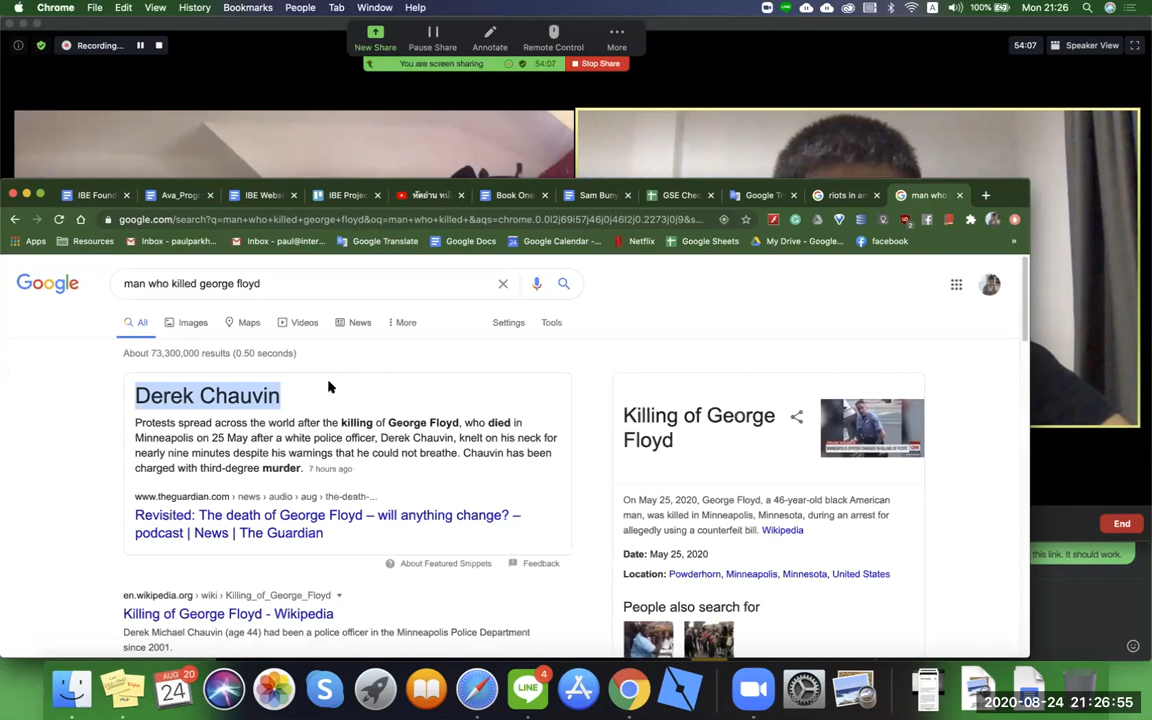 Chrome File Edit View History Bookmarks People Tab Window Help
100% Mon 21:26
Recording...
New Share Pause Share Annotate Remote Control More
54:07 Speaker View
You are screen sharing 54:07 Stop Share
IBE Found Ava_Prog IBE Websi IBE Projec Book One Sam Bun GSE Chec Google Tr riots in an man who
google.com/search?q=man+who+killed+george+floyd&oq=man+who+killed+&aqs=chrome.0.0l2j69i57j46j0j46l2j0.2273j0j9&s...
Apps Resources Inbox - paulparkh... Inbox - paul@inter... Google Translate Google Docs Google Calendar -... Netflix Google Sheets My Drive - Google... facebook »
Google
man who killed george floyd
All Images Maps Videos News More Settings Tools
About 73,300,000 results (0.50 seconds)
Derek Chauvin
Protests spread across the world after the killing of George Floyd, who died in
Minneapolis on 25 May after a white police officer, Derek Chauvin, knelt on his neck for
nearly nine minutes despite his warnings that he could not breathe. Chauvin has been
charged with third-degree murder. 7 hours ago
www.theguardian.com › news › audio › aug › the-death-...
Revisited: The death of George Floyd – will anything change? –
podcast | News | The Guardian
About Featured Snippets Feedback
en.wikipedia.org › wiki › Killing_of_George_Floyd
Killing of George Floyd - Wikipedia
Derek Michael Chauvin (age 44) had been a police officer in the Minneapolis Police Department
since 2001.
Killing of George
Floyd
On May 25, 2020, George Floyd, a 46-year-old black American
man, was killed in Minneapolis, Minnesota, during an arrest for
allegedly using a counterfeit bill. Wikipedia
Date: May 25, 2020
Location: Powderhorn, Minneapolis, Minnesota, United States
People also search for
End
this link. It should work.
AUG 20
24
4
2020-08-24 21:26:55